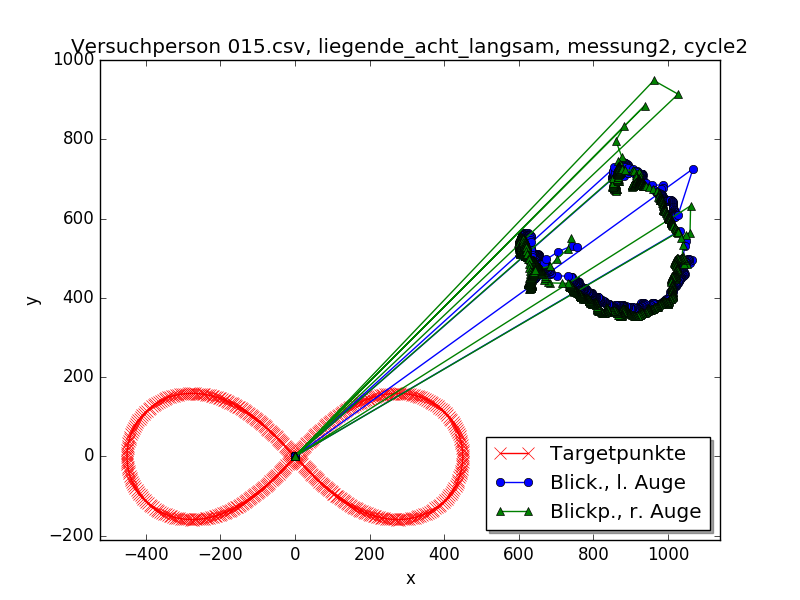 Versuchperson 015.csv, liegende_acht_langsam, messung2, cycle2
1000
800
600
400
200
0
−200
y
−400
−200
0
200
400
600
800
1000
x
Targetpunkte
Blick., l. Auge
Blickp., r. Auge